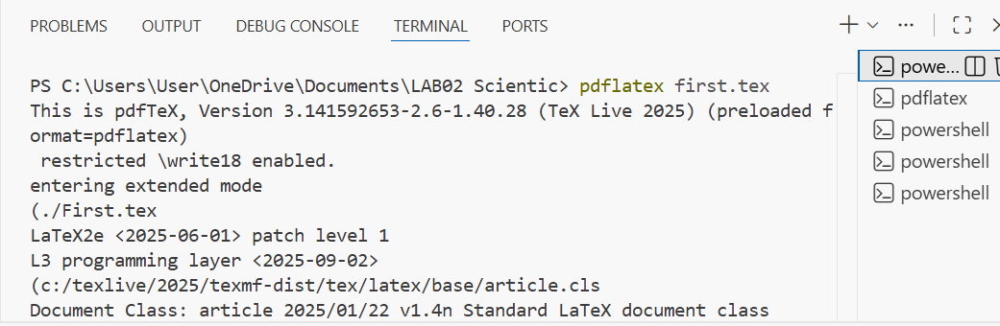 PROBLEMS OUTPUT DEBUG CONSOLE TERMINAL PORTS
PS C:\Users\User\OneDrive\Documents\LAB02 Scientic> pdflatex first.tex
This is pdfTeX, Version 3.141592653-2.6-1.40.28 (TeX Live 2025) (preloaded f
ormat=pdflatex)
 restricted \write18 enabled.
entering extended mode
(./First.tex
LaTeX2e <2025-06-01> patch level 1
L3 programming layer <2025-09-02>
(c:/texlive/2025/texmf-dist/tex/latex/base/article.cls
Document Class: article 2025/01/22 v1.4n Standard LaTeX document class
powe...
pdflatex
powershell
powershell
powershell